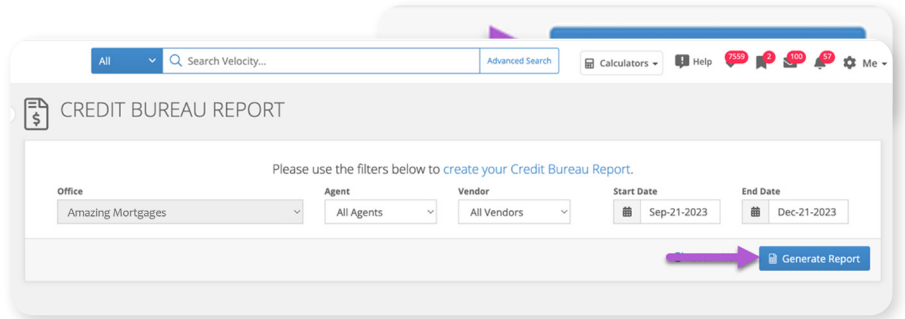 All Search Velocity... Advanced Search Calculators Help 7559 2 100 57 Me
$ CREDIT BUREAU REPORT
Please use the filters below to create your Credit Bureau Report.
Office Agent Vendor Start Date End Date
Amazing Mortgages All Agents All Vendors Sep-21-2023 Dec-21-2023
Generate Report